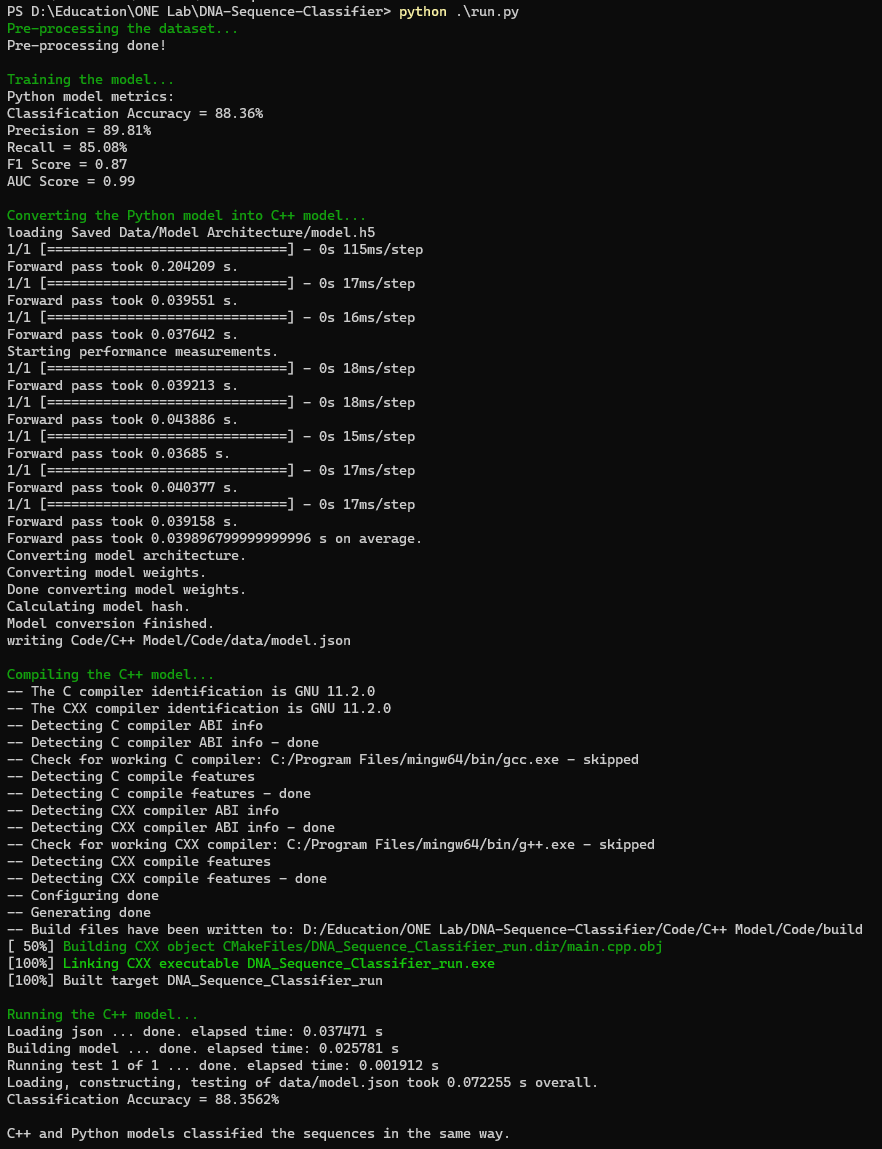 PS D:\Education\ONE Lab\DNA-Sequence-Classifier> python .\run.py
Pre-processing the dataset...
Pre-processing done!
Training the model...
Python model metrics:
Classification Accuracy = 88.36%
Precision = 89.81%
Recall = 85.08%
F1 Score = 0.87
AUC Score = 0.99
Converting the Python model into C++ model...
loading Saved Data/Model Architecture/model.h5
1/1 [==============================] - 0s 115ms/step
Forward pass took 0.204209 s.
1/1 [==============================] - 0s 17ms/step
Forward pass took 0.039551 s.
1/1 [==============================] - 0s 16ms/step
Forward pass took 0.037642 s.
Starting performance measurements.
1/1 [==============================] - 0s 18ms/step
Forward pass took 0.039213 s.
1/1 [==============================] - 0s 18ms/step
Forward pass took 0.043886 s.
1/1 [==============================] - 0s 15ms/step
Forward pass took 0.03685 s.
1/1 [==============================] - 0s 17ms/step
Forward pass took 0.040377 s.
1/1 [==============================] - 0s 17ms/step
Forward pass took 0.039158 s.
Forward pass took 0.039896799999999996 s on average.
Converting model architecture.
Converting model weights.
Done converting model weights.
Calculating model hash.
Model conversion finished.
writing Code/C++ Model/Code/data/model.json
Compiling the C++ model...
-- The C compiler identification is GNU 11.2.0
-- The CXX compiler identification is GNU 11.2.0
-- Detecting C compiler ABI info
-- Detecting C compiler ABI info - done
-- Check for working C compiler: C:/Program Files/mingw64/bin/gcc.exe - skipped
-- Detecting C compile features
-- Detecting C compile features - done
-- Detecting CXX compiler ABI info
-- Detecting CXX compiler ABI info - done
-- Check for working CXX compiler: C:/Program Files/mingw64/bin/g++.exe - skipped
-- Detecting CXX compile features
-- Detecting CXX compile features - done
-- Configuring done
-- Generating done
-- Build files have been written to: D:/Education/ONE Lab/DNA-Sequence-Classifier/Code/C++ Model/Code/build
[ 50%] Building CXX object CMakeFiles/DNA_Sequence_Classifier_run.dir/main.cpp.obj
[100%] Linking CXX executable DNA_Sequence_Classifier_run.exe
[100%] Built target DNA_Sequence_Classifier_run
Running the C++ model...
Loading json ... done. elapsed time: 0.037471 s
Building model ... done. elapsed time: 0.025781 s
Running test 1 of 1 ... done. elapsed time: 0.001912 s
Loading, constructing, testing of data/model.json took 0.072255 s overall.
Classification Accuracy = 88.3562%
C++ and Python models classified the sequences in the same way.